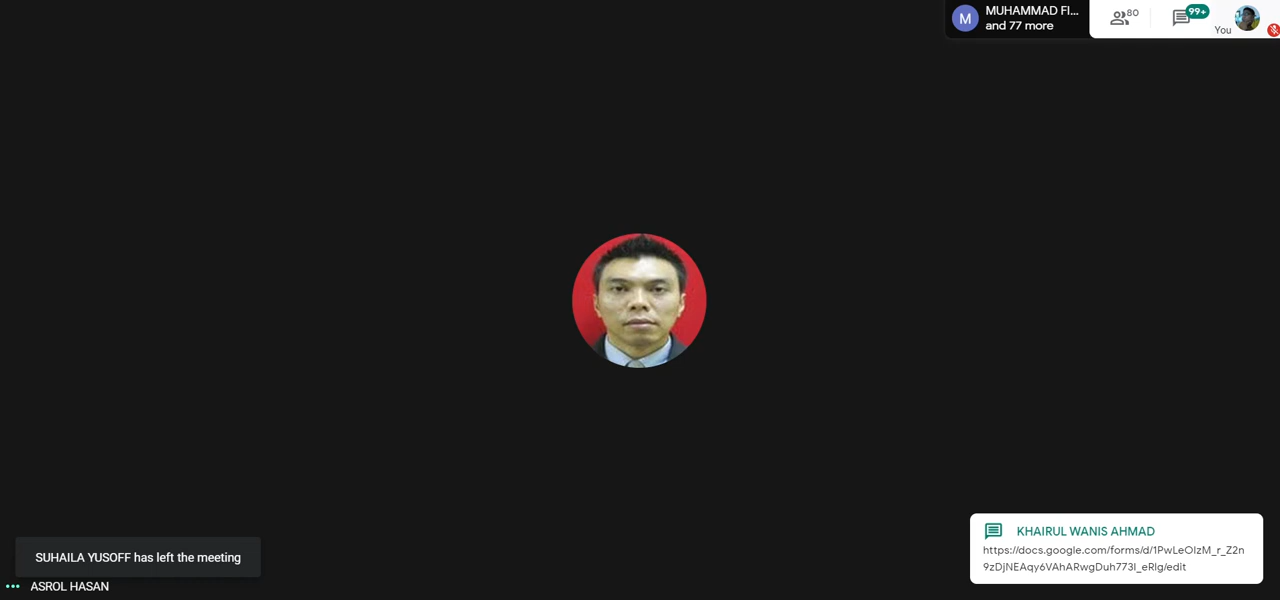 M
MUHAMMAD FI...
and 77 more
80
99+
You
KHAIRUL WANIS AHMAD
https://docs.google.com/forms/d/1PwLeOIzM_r_Z2n
9zDjNEAqy6VAhARwgDuh773I_eRIg/edit
SUHAILA YUSOFF has left the meeting
ASROL HASAN